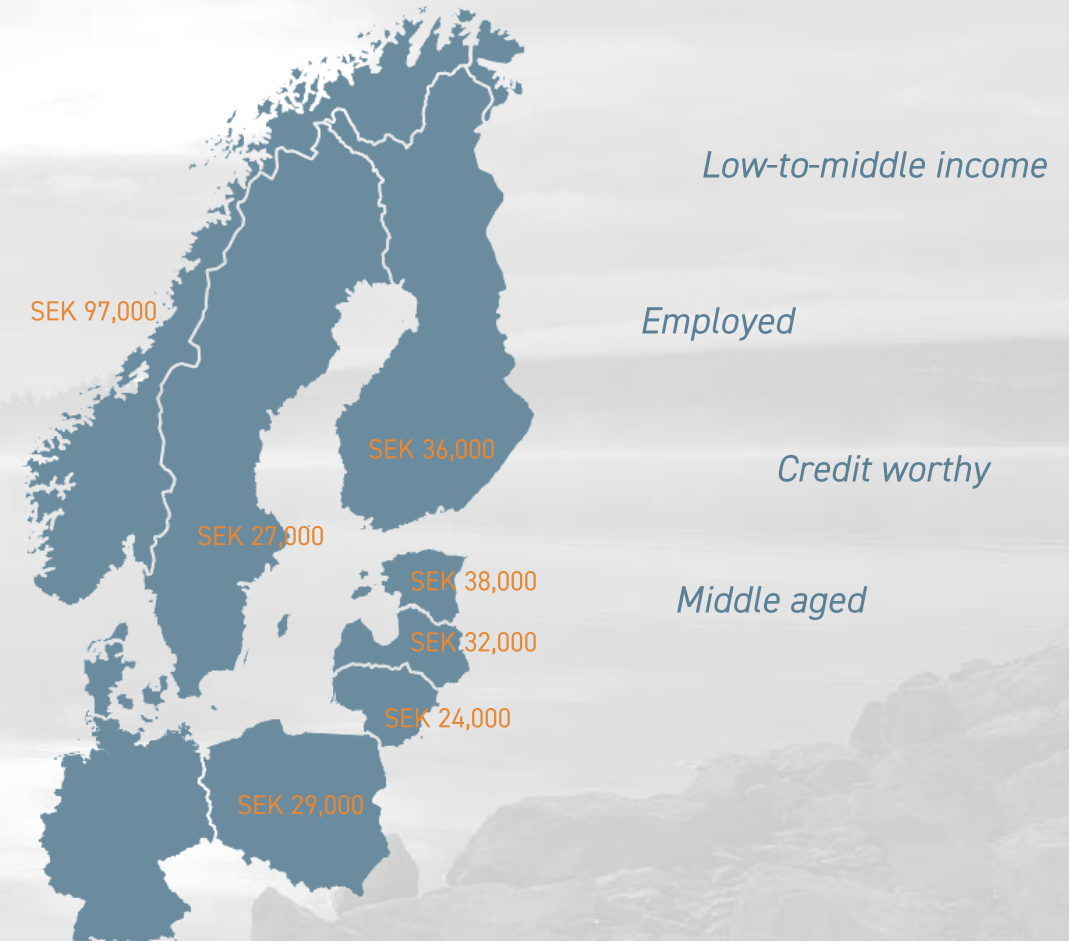 Low-to-middle income
SEK 97,000
Employed
SEK 36,000
Credit worthy
SEK 27,000
SEK 38,000
Middle aged
SEK 32,000
SEK 24,000
SEK 29,000